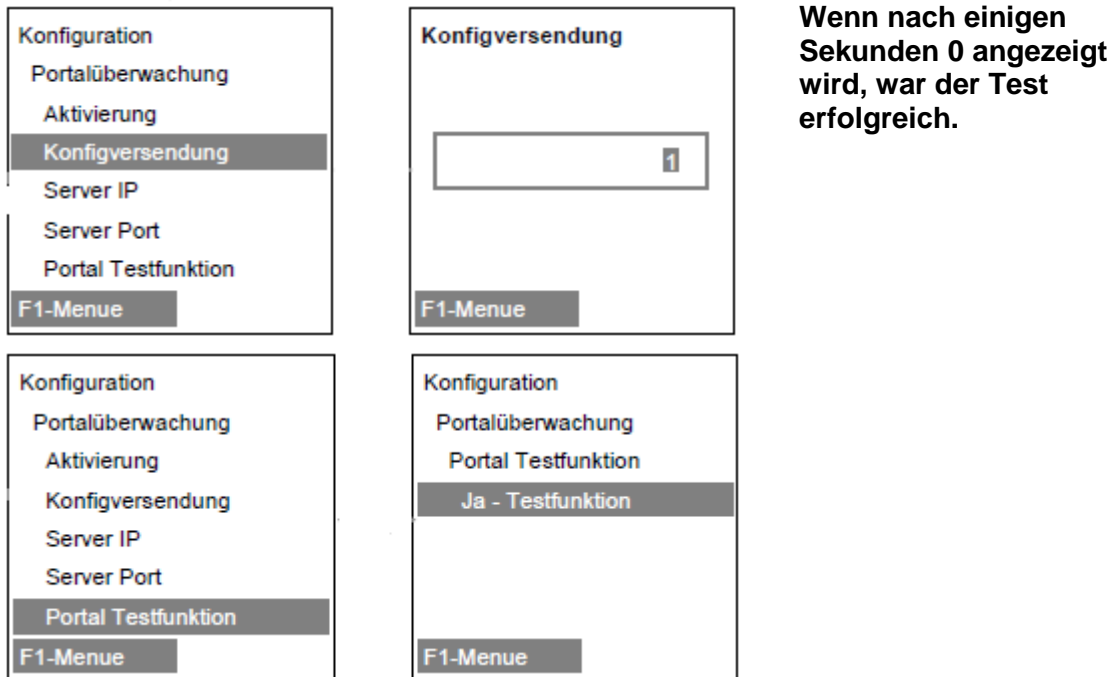 Konfiguration
Portalüberwachung
Aktivierung
Konfigversendung
Server IP
Server Port
Portal Testfunktion
F1-Menue
Konfigversendung
1
F1-Menue
Wenn nach einigen
Sekunden 0 angezeigt
wird, war der Test
erfolgreich.
Konfiguration
Portalüberwachung
Aktivierung
Konfigversendung
Server IP
Server Port
Portal Testfunktion
F1-Menue
Konfiguration
Portalüberwachung
Portal Testfunktion
Ja - Testfunktion
F1-Menue